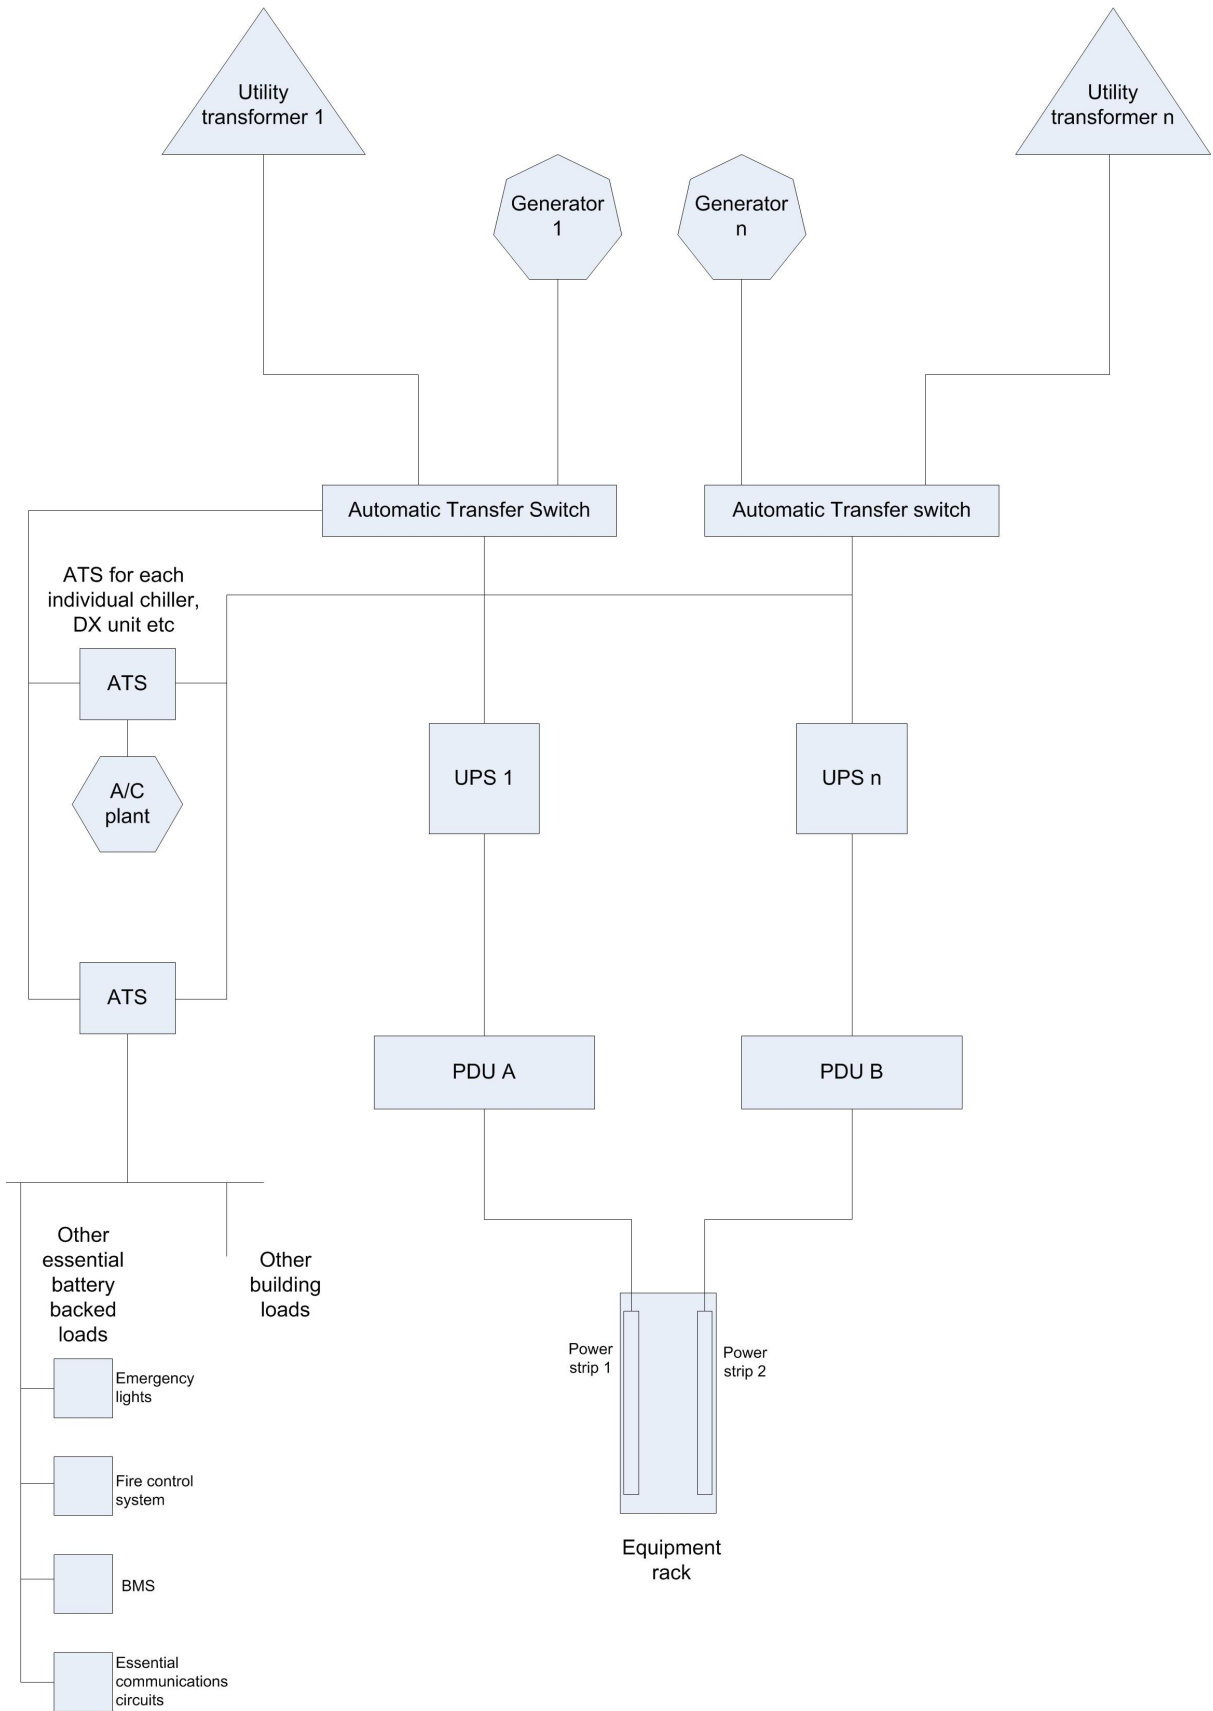 Utility
transformer 1
Utility
transformer n
Generator
1
Generator
n
Automatic Transfer Switch
Automatic Transfer switch
ATS for each
individual chiller,
DX unit etc
ATS
A/C
plant
UPS 1
UPS n
ATS
PDU A
PDU B
Other
essential
battery
backed
loads
Other
building
loads
Power
strip 1
Power
strip 2
Emergency
lights
Fire control
system
Equipment
rack
BMS
Essential
communications
circuits